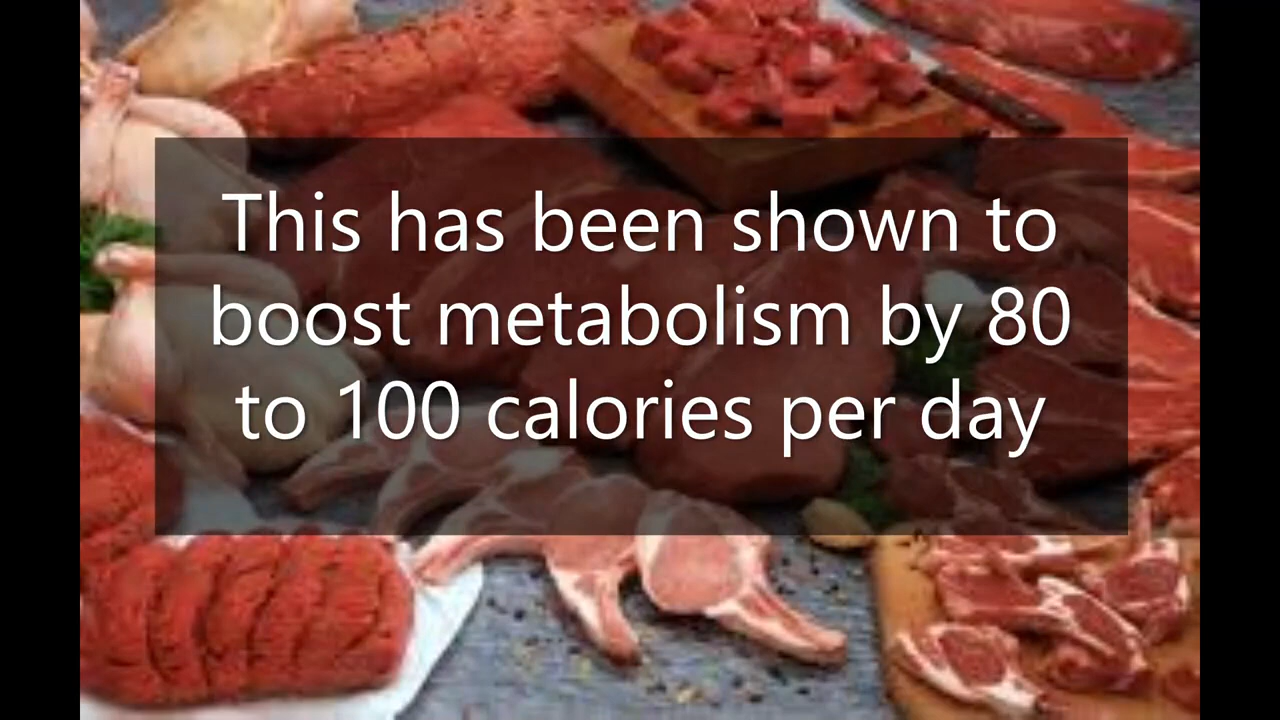 This has been shown to
boost metabolism by 80
to 100 calories per day